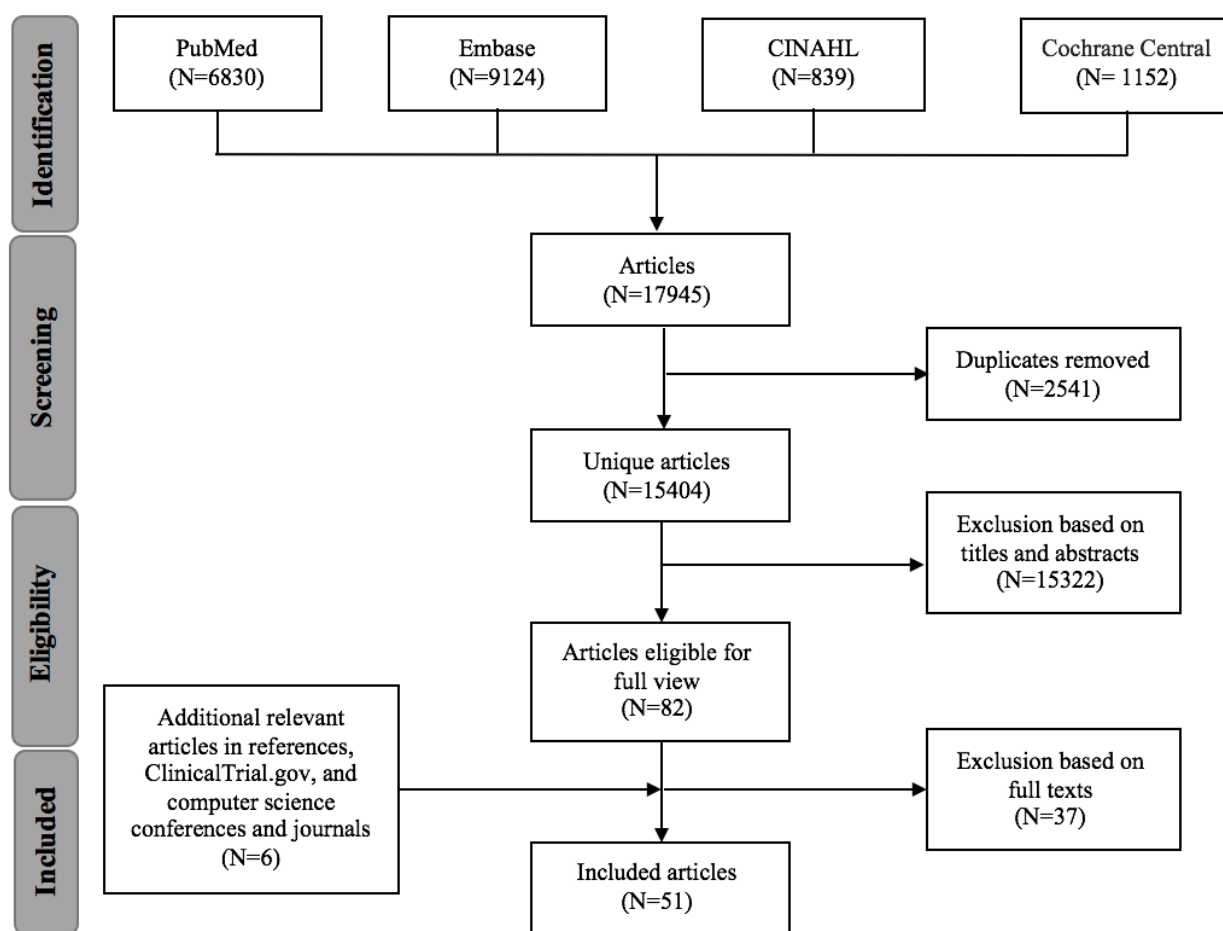 Identification
PubMed
(N=6830)
Embase
(N=9124)
CINAHL
(N=839)
Cochrane Central
(N= 1152)
Screening
Articles
(N=17945)
Duplicates removed
(N=2541)
Unique articles
(N=15404)
Eligibility
Exclusion based on
titles and abstracts
(N=15322)
Articles eligible for
full view
(N=82)
Included
Additional relevant
articles in references,
ClinicalTrial.gov, and
computer science
conferences and journals
(N=6)
Exclusion based on
full texts
(N=37)
Included articles
(N=51)